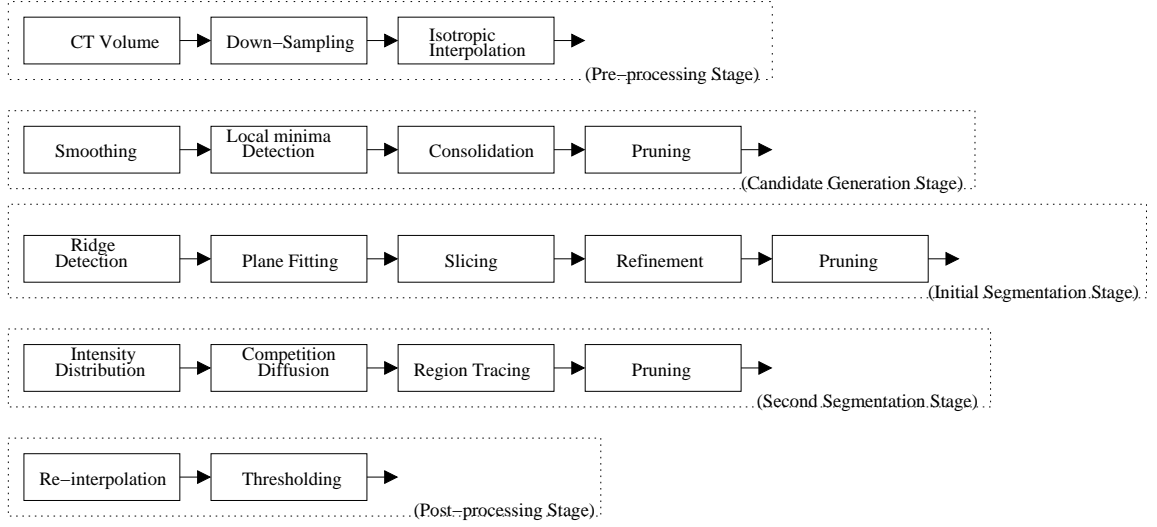 CT Volume
Down−Sampling
Isotropic
Interpolation
(Pre−processing Stage)
Smoothing
Local minima
Detection
Consolidation
Pruning
(Candidate Generation Stage)
Ridge
Detection
Plane Fitting
Slicing
Refinement
Pruning
(Initial Segmentation Stage)
Intensity
Distribution
Competition
Diffusion
Region Tracing
Pruning
(Second Segmentation Stage)
Re−interpolation
Thresholding
(Post−processing Stage)